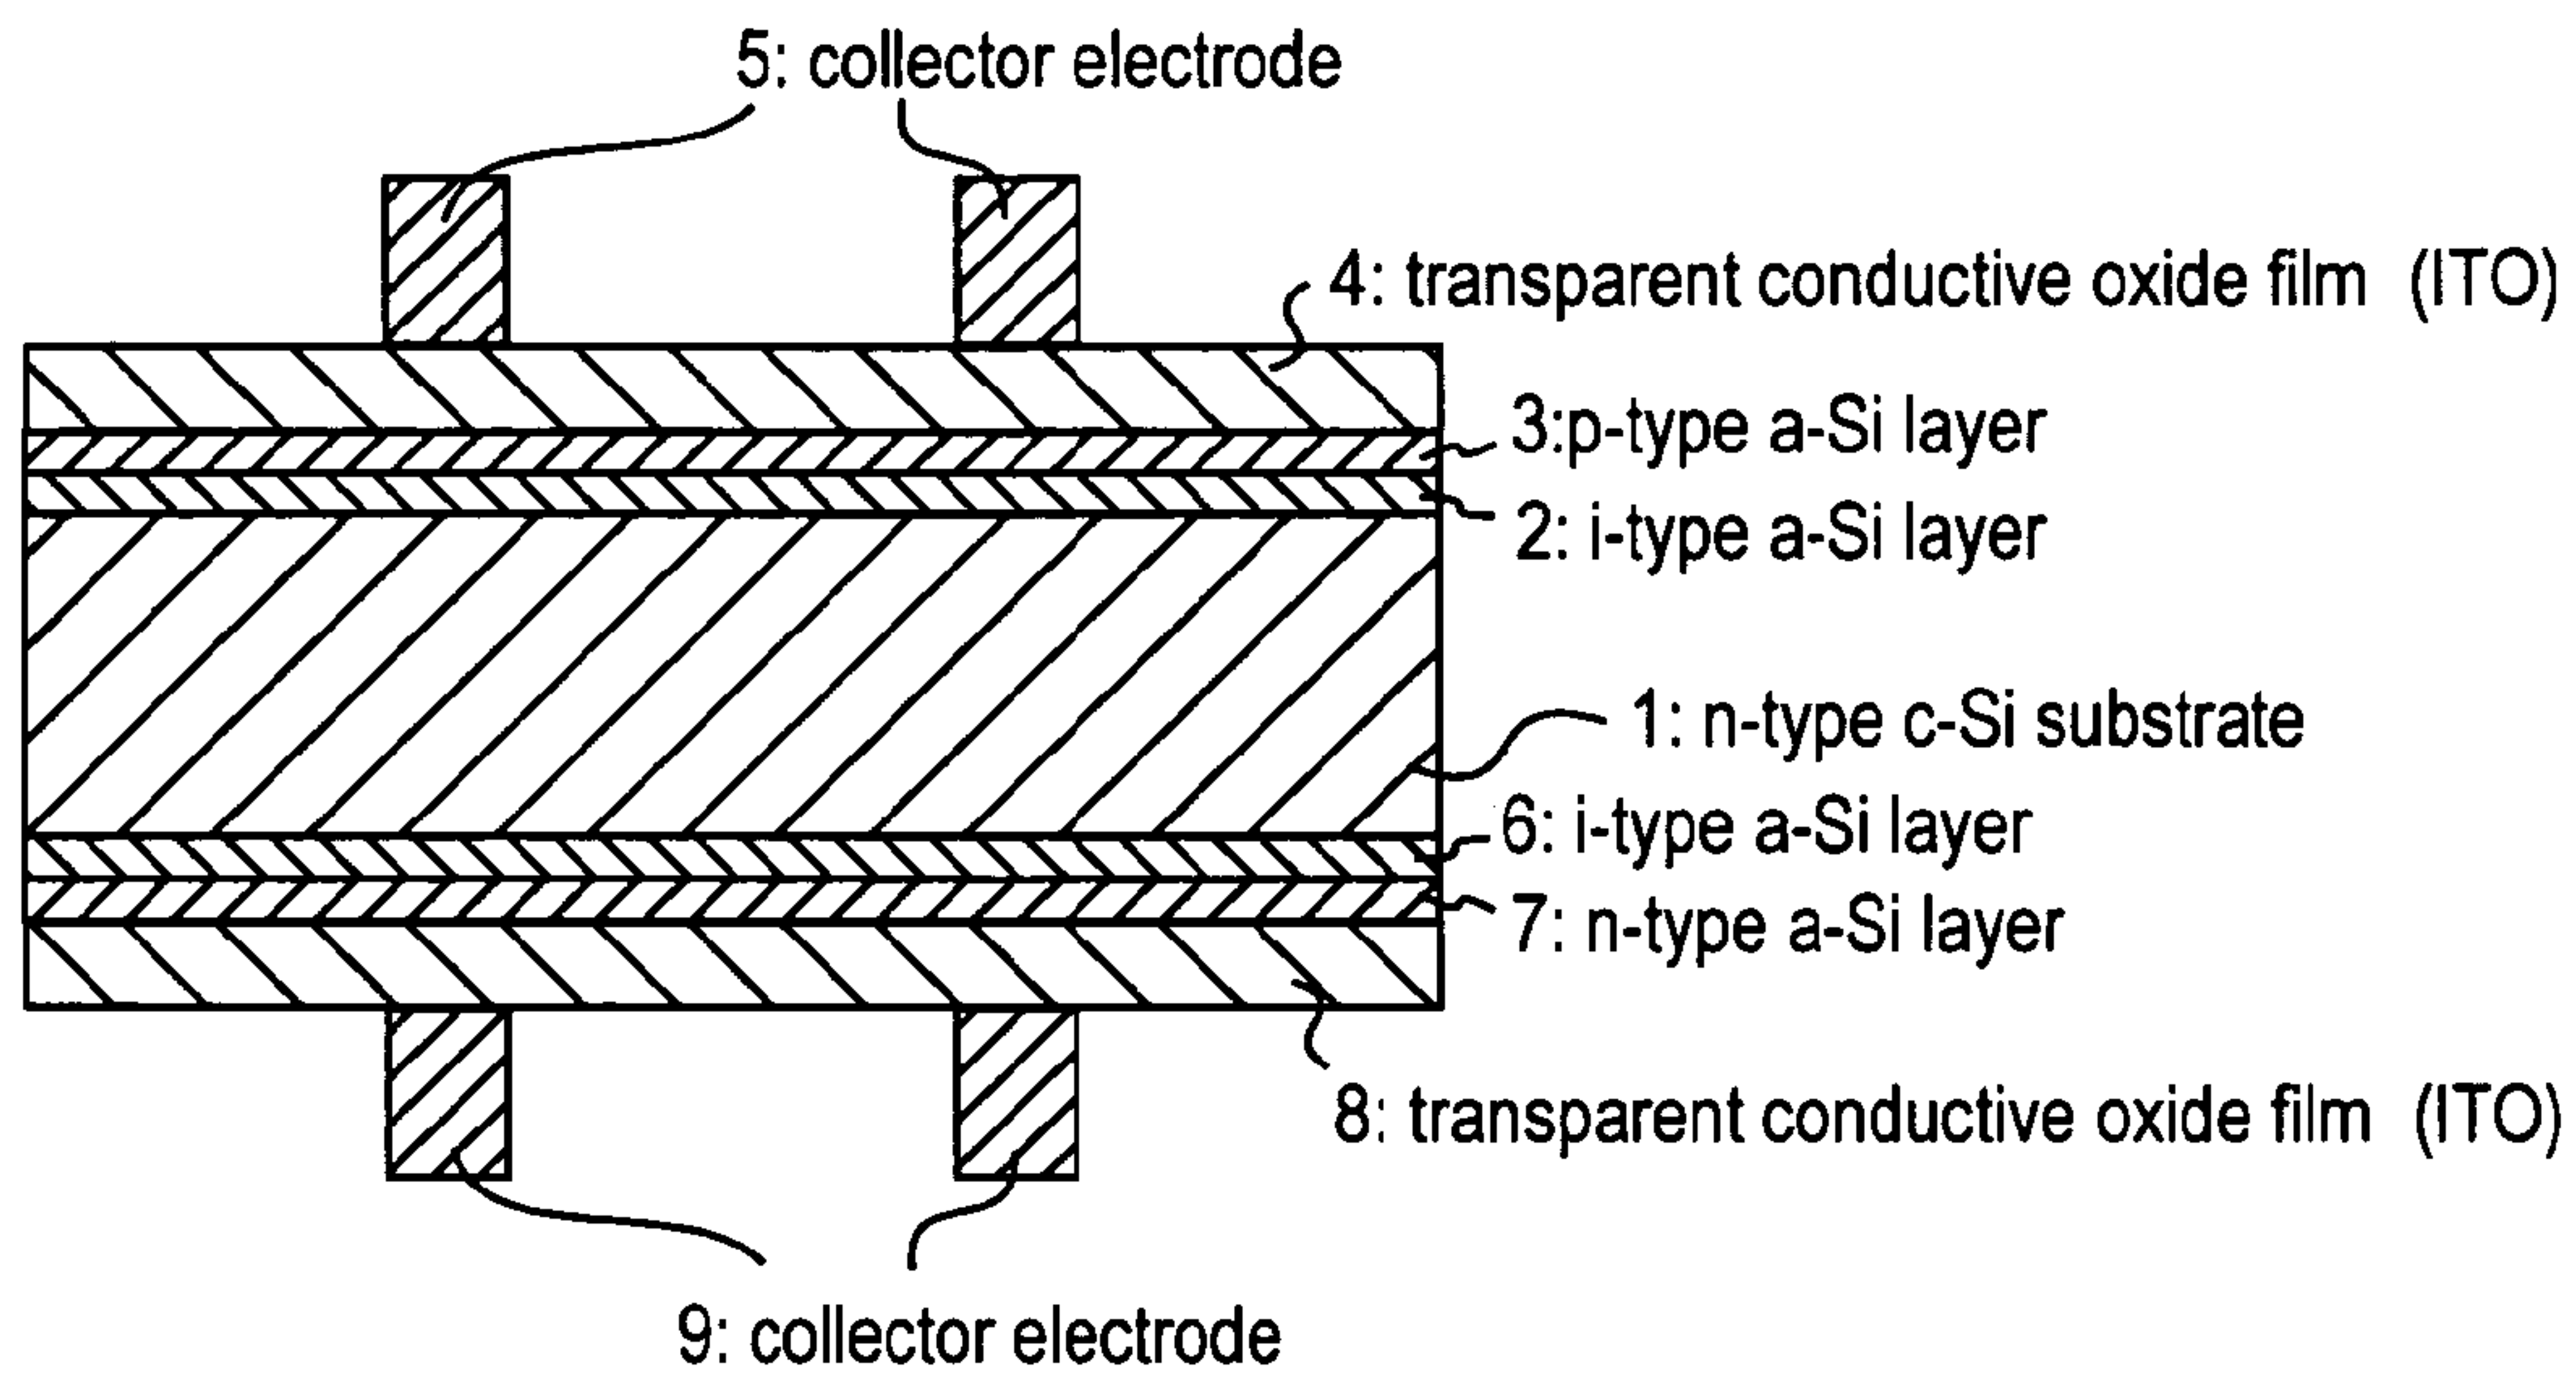 5: collector electrode
4: transparent conductive oxide film (ITO)
3:p-type a-Si layer
2: i-type a-Si layer
1: n-type c-Si substrate
6: i-type a-Si layer
7: n-type a-Si layer
8: transparent conductive oxide film (ITO)
9: collector electrode